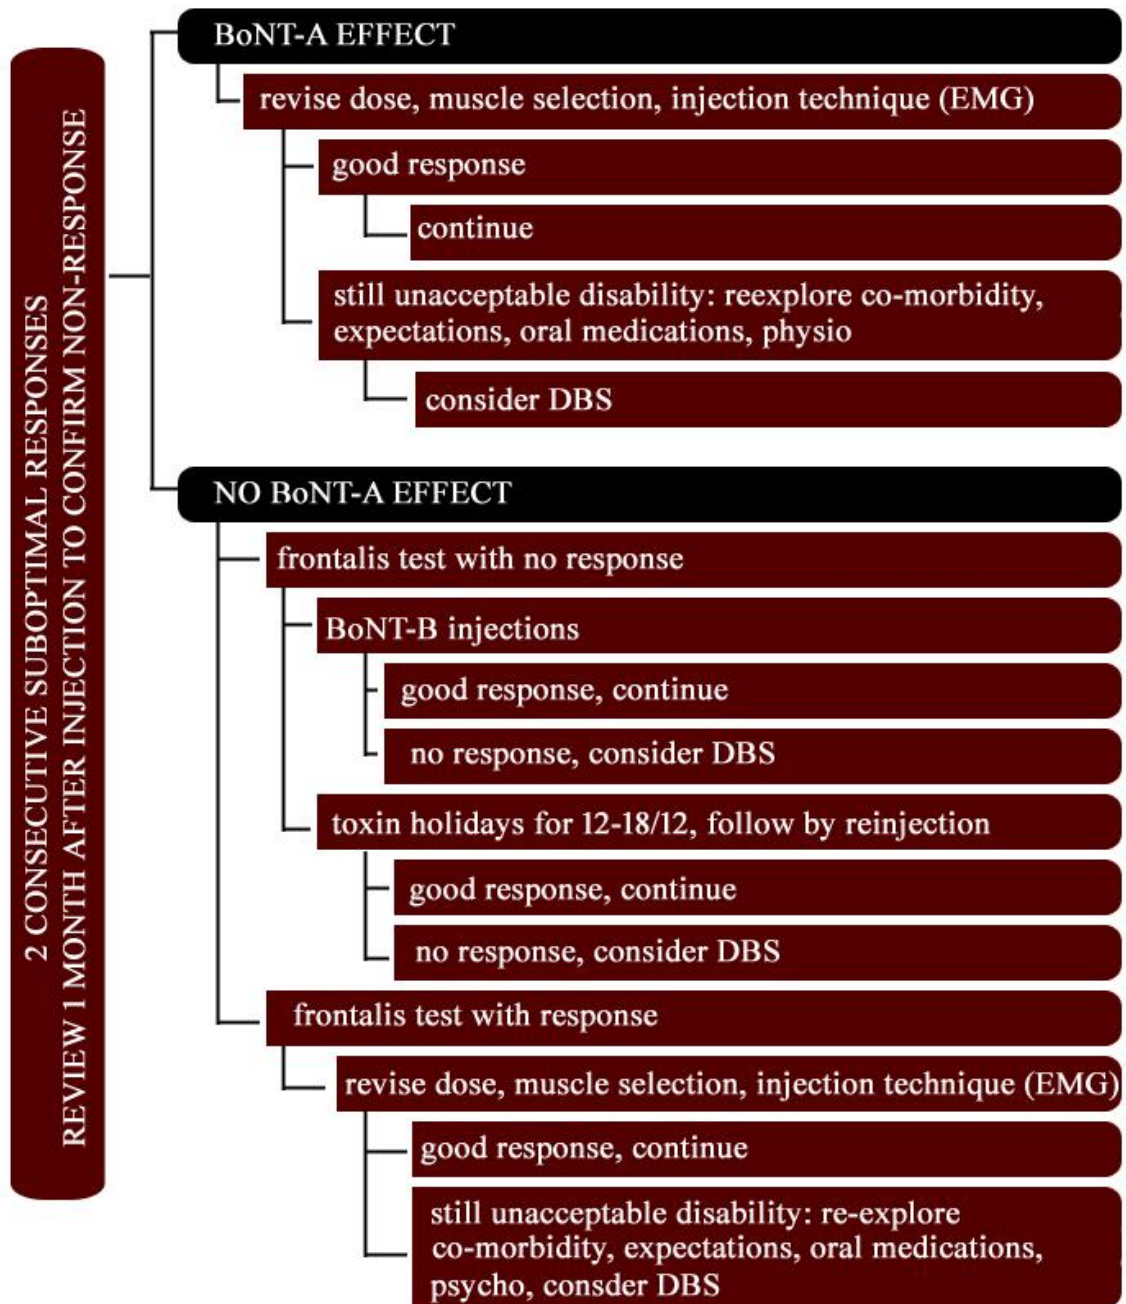 2 CONSECUTIVE SUBOPTIMAL RESPONSES
REVIEW 1 MONTH AFTER INJECTION TO CONFIRM NON-RESPONSE
BoNT-A EFFECT
revise dose, muscle selection, injection technique (EMG)
good response
continue
still unacceptable disability: reexplore co-morbidity,
expectations, oral medications, physio
consider DBS
NO BoNT-A EFFECT
frontalis test with no response
BoNT-B injections
good response, continue
no response, consider DBS
toxin holidays for 12-18/12, follow by reinjection
good response, continue
no response, consider DBS
frontalis test with response
revise dose, muscle selection, injection technique (EMG)
good response, continue
still unacceptable disability: re-explore
co-morbidity, expectations, oral medications,
psycho, consder DBS